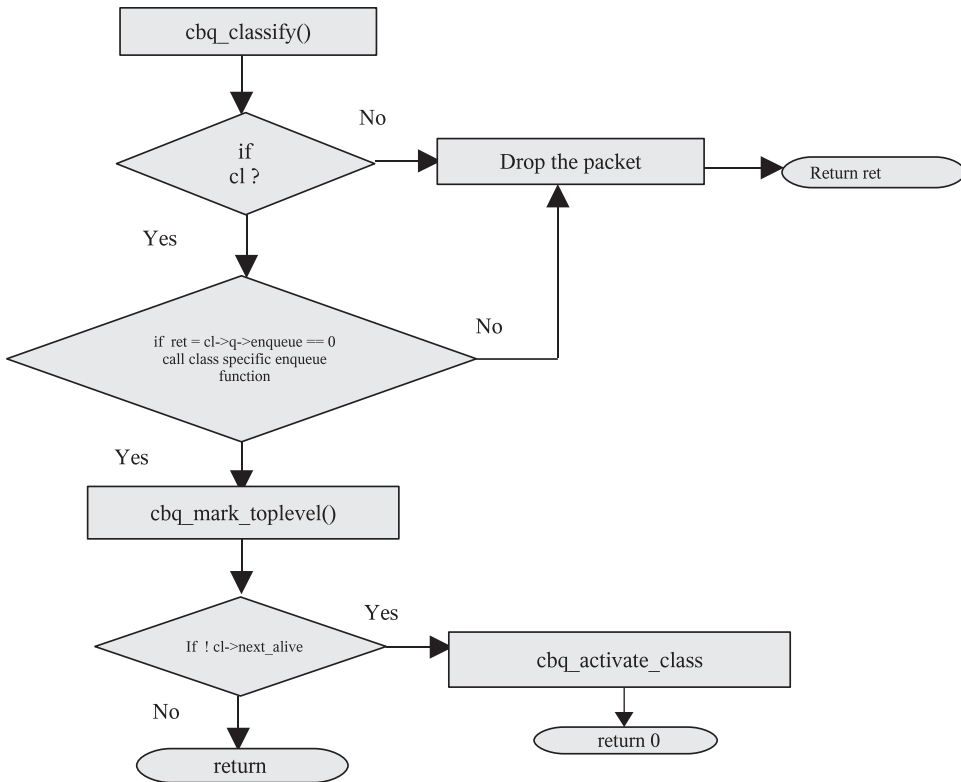 cbq_classify()
No
if
cl ?
Drop the packet
Return ret
Yes
if ret = cl->q->enqueue == 0
call class specific enqueue
function
No
Yes
cbq_mark_toplevel()
Yes
If ! cl->next_alive
cbq_activate_class
No
return 0
return